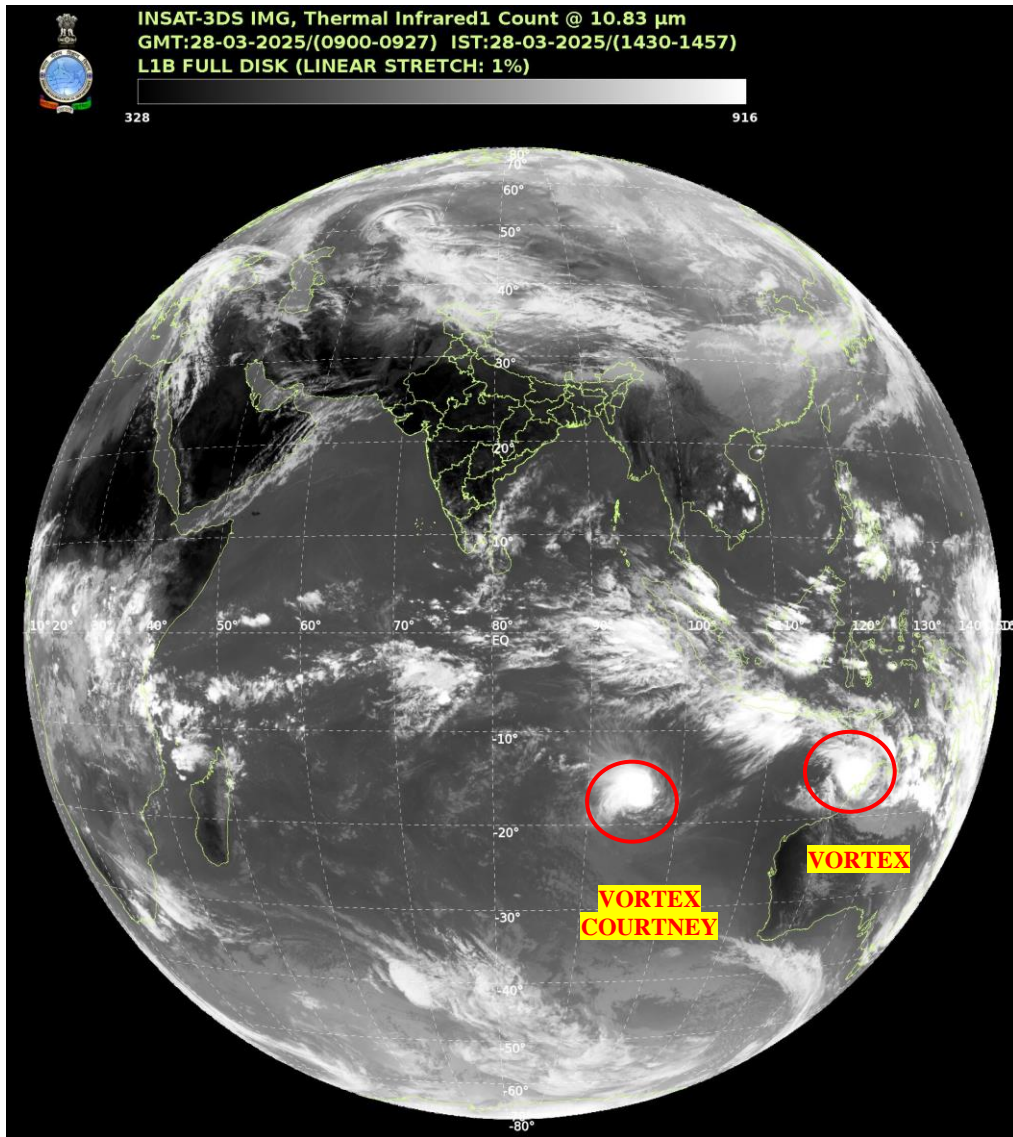 INSAT-3DS IMG, Thermal Infrared1 Count @ 10.83 μm
GMT:28-03-2025/(0900-0927) IST:28-03-2025/(1430-1457)
L1B FULL DISK (LINEAR STRETCH: 1%)
328 916
80°
70°
60°
50°
40°
30°
20°
10°
10° 20° 30° 40° 50° 60° 70° 90° 100° 110° 120° 130° 140°
EQ
-10°
-20°
VORTEX
VORTEX
COURTNEY
-30°
-40°
-50°
-60°
-70°
-80°